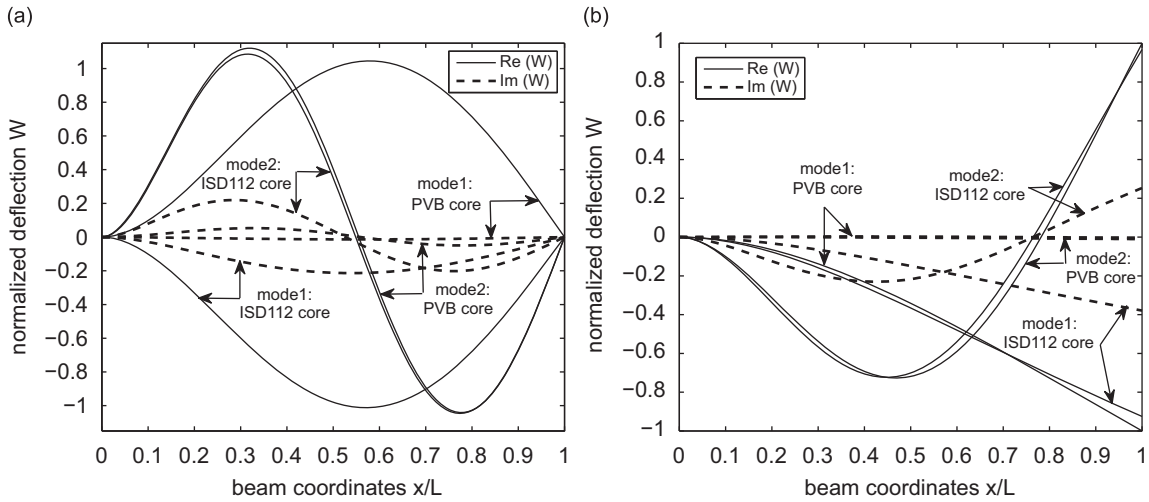 (a)
normalized deflection W
1
0.8
0.6
0.4
0.2
0
−0.2
−0.4
−0.6
−0.8
−1
Re (W)
Im (W)
mode2:
ISD112 core
mode1:
PVB core
mode1:
ISD112 core
mode2:
PVB core
0 0.1 0.2 0.3 0.4 0.5 0.6 0.7 0.8 0.9 1
beam coordinates x/L
(b)
normalized deflection W
1
0.8
0.6
0.4
0.2
0
−0.2
−0.4
−0.6
−0.8
−1
Re (W)
Im (W)
mode1:
PVB core
mode2:
ISD112 core
mode2:
PVB core
mode1:
ISD112 core
0 0.1 0.2 0.3 0.4 0.5 0.6 0.7 0.8 0.9 1
beam coordinates x/L